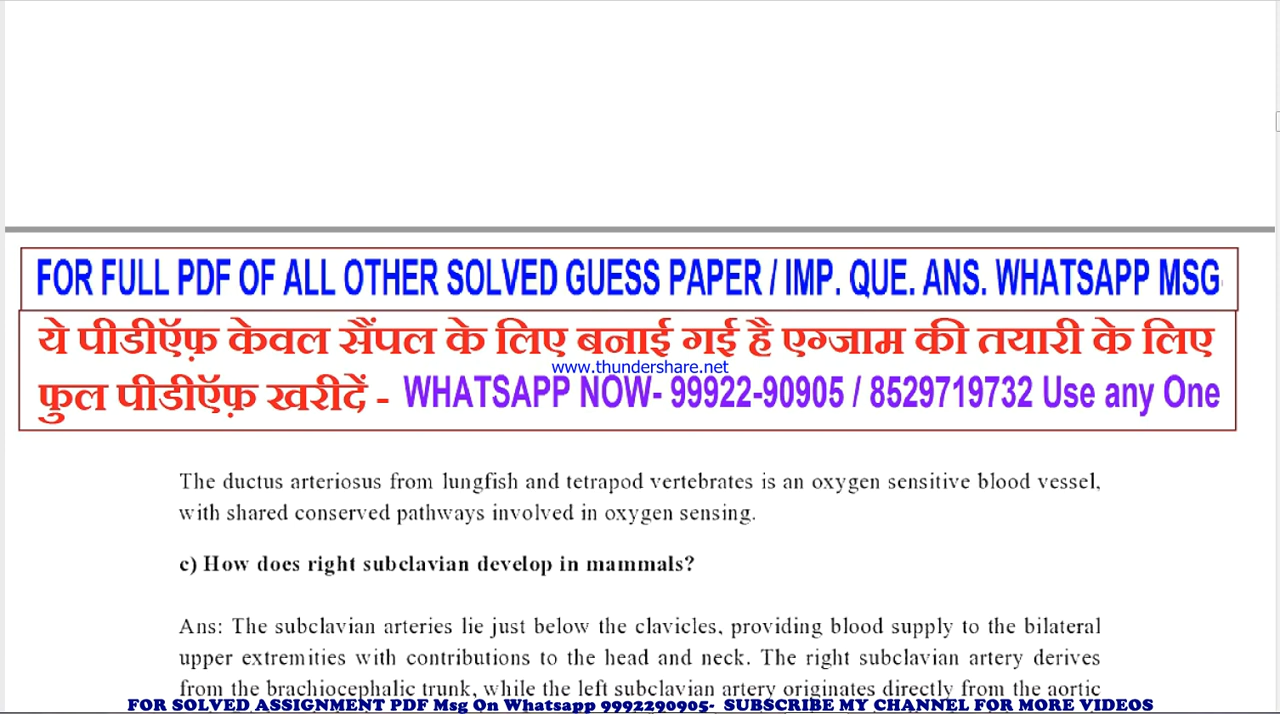 FOR FULL PDF OF ALL OTHER SOLVED GUESS PAPER / IMP. QUE. ANS. WHATSAPP MSG
ये पीडीऍफ़ केवल सैंपल के लिए बनाई गई है एग्जाम की तयारी के लिए
www.thundershare.net
फ़ुल पीडीऍफ़ खरीदें - WHATSAPP NOW- 99922-90905 / 8529719732 Use any One
The ductus arteriosus from lungfish and tetrapod vertebrates is an oxygen sensitive blood vessel,
with shared conserved pathways involved in oxygen sensing.
c) How does right subclavian develop in mammals?
Ans: The subclavian arteries lie just below the clavicles, providing blood supply to the bilateral
upper extremities with contributions to the head and neck. The right subclavian artery derives
from the brachiocephalic trunk, while the left subclavian artery originates directly from the aortic
FOR SOLVED ASSIGNMENT PDF Msg On Whatsapp 9992290905- SUBSCRIBE MY CHANNEL FOR MORE VIDEOS